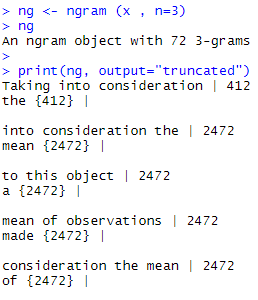 > ng <- ngram (x , n=3)
> ng
An ngram object with 72 3-grams
>
> print(ng, output="truncated")
Taking into consideration | 412
the {412} |
into consideration the | 2472
mean {2472} |
to this object | 2472
a {2472} |
mean of observations | 2472
made {2472} |
consideration the mean | 2472
of {2472} |